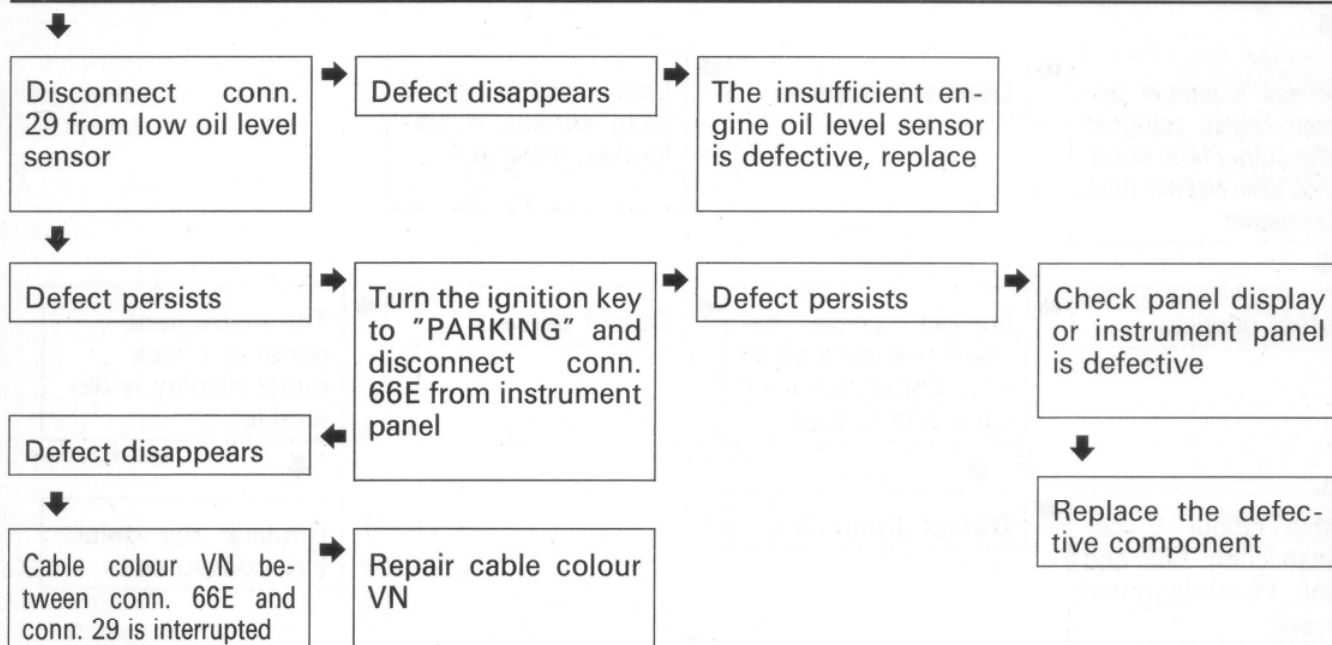 Disconnect conn.
29 from low oil level
sensor
Defect disappears
The insufficient en-
gine oil level sensor
is defective, replace
Defect persists
Turn the ignition key
to "PARKING" and
disconnect conn.
66E from instrument
panel
Defect persists
Check panel display
or instrument panel
is defective
Defect disappears
Replace the defec-
tive component
Cable colour VN be-
tween conn. 66E and
conn. 29 is interrupted
Repair cable colour
VN